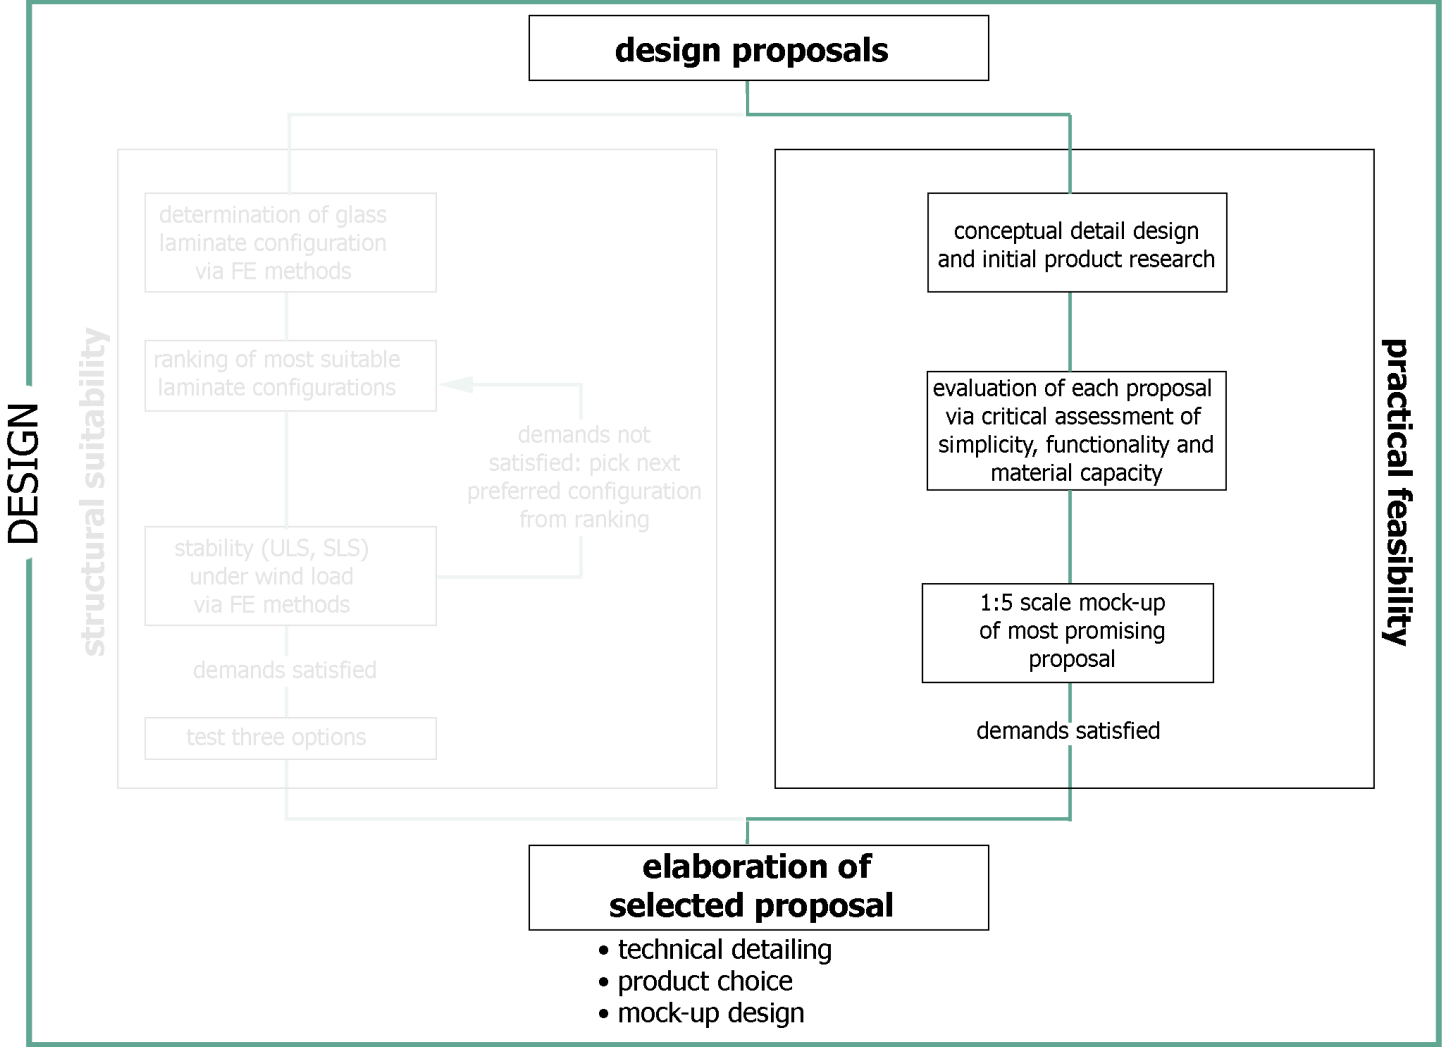 design proposals
DESIGN
structural suitability
determination of glass
laminate configuration
via FE methods
ranking of most suitable
laminate configurations
demands not
satisfied: pick next
preferred configuration
from ranking
stability (ULS, SLS)
under wind load
via FE methods
demands satisfied
test three options
conceptual detail design
and initial product research
evaluation of each proposal
via critical assessment of
simplicity, functionality and
material capacity
1:5 scale mock-up
of most promising
proposal
demands satisfied
practical feasibility
elaboration of
selected proposal
• technical detailing
• product choice
• mock-up design